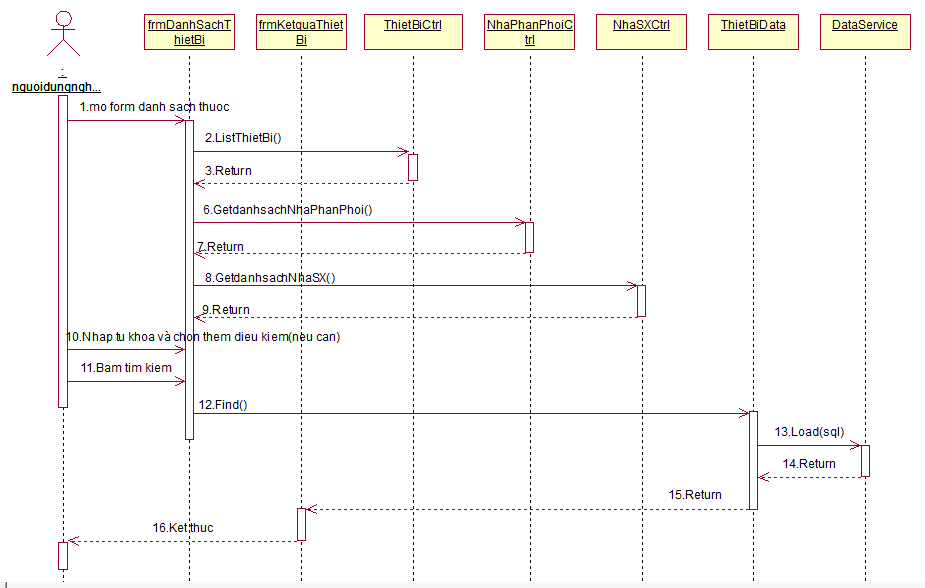 frmDanhSachT
hietBi
frmKetquaThiet
Bi
ThietBiCtrl
NhaPhanPhoiC
trl
NhaSXCtrl
ThietBiData
DataService
:
nguoidungngh...
1.mo form danh sach thuoc
2.ListThietBi()
3.Return
6.GetdanhsachNhaPhanPhoi()
7.Return
8.GetdanhsachNhaSX()
9.Return
10.Nhap tu khoa và chon them dieu kiem(neu can)
11.Bam tim kiem
12.Find()
13.Load(sql)
14.Return
15.Return
16.Ket thuc